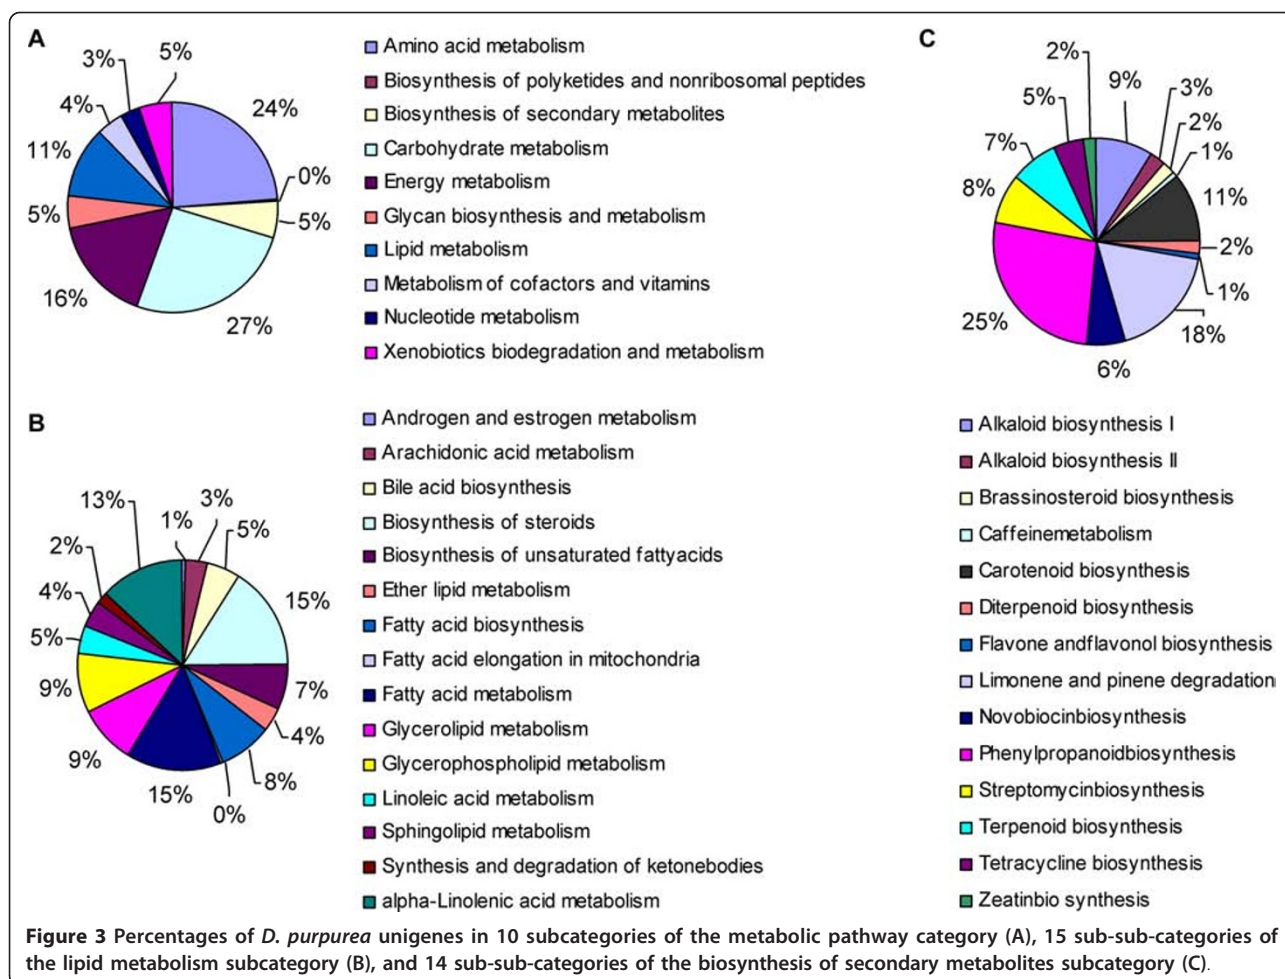 A
3%
5%
4%
24%
11%
0%
5%
5%
16%
27%
Amino acid metabolism
Biosynthesis of polyketides and nonribosomal peptides
Biosynthesis of secondary metabolites
Carbohydrate metabolism
Energy metabolism
Glycan biosynthesis and metabolism
Lipid metabolism
Metabolism of cofactors and vitamins
Nucleotide metabolism
Xenobiotics biodegradation and metabolism
C
2%
9%
5%
3%
7%
2%
1%
8%
11%
2%
1%
25%
18%
6%
B
13%
1%
3%
5%
2%
4%
15%
5%
9%
7%
4%
9%
8%
15%
0%
Androgen and estrogen metabolism
Arachidonic acid metabolism
Bile acid biosynthesis
Biosynthesis of steroids
Biosynthesis of unsaturated fattyacids
Ether lipid metabolism
Fatty acid biosynthesis
Fatty acid elongation in mitochondria
Fatty acid metabolism
Glycerolipid metabolism
Glycerophospholipid metabolism
Linoleic acid metabolism
Sphingolipid metabolism
Synthesis and degradation of ketonebodies
alpha-Linolenic acid metabolism
Alkaloid biosynthesis I
Alkaloid biosynthesis II
Brassinosteroid biosynthesis
Caffeinemetabolism
Carotenoid biosynthesis
Diterpenoid biosynthesis
Flavone andflavonol biosynthesis
Limonene and pinene degradation
Novobiocinbiosynthesis
Phenylpropanoidbiosynthesis
Streptomycinbiosynthesis
Terpenoid biosynthesis
Tetracycline biosynthesis
Zeatinbio synthesis
Figure 3 Percentages of D. purpurea unigenes in 10 subcategories of the metabolic pathway category (A), 15 sub-sub-categories of
the lipid metabolism subcategory (B), and 14 sub-sub-categories of the biosynthesis of secondary metabolites subcategory (C).